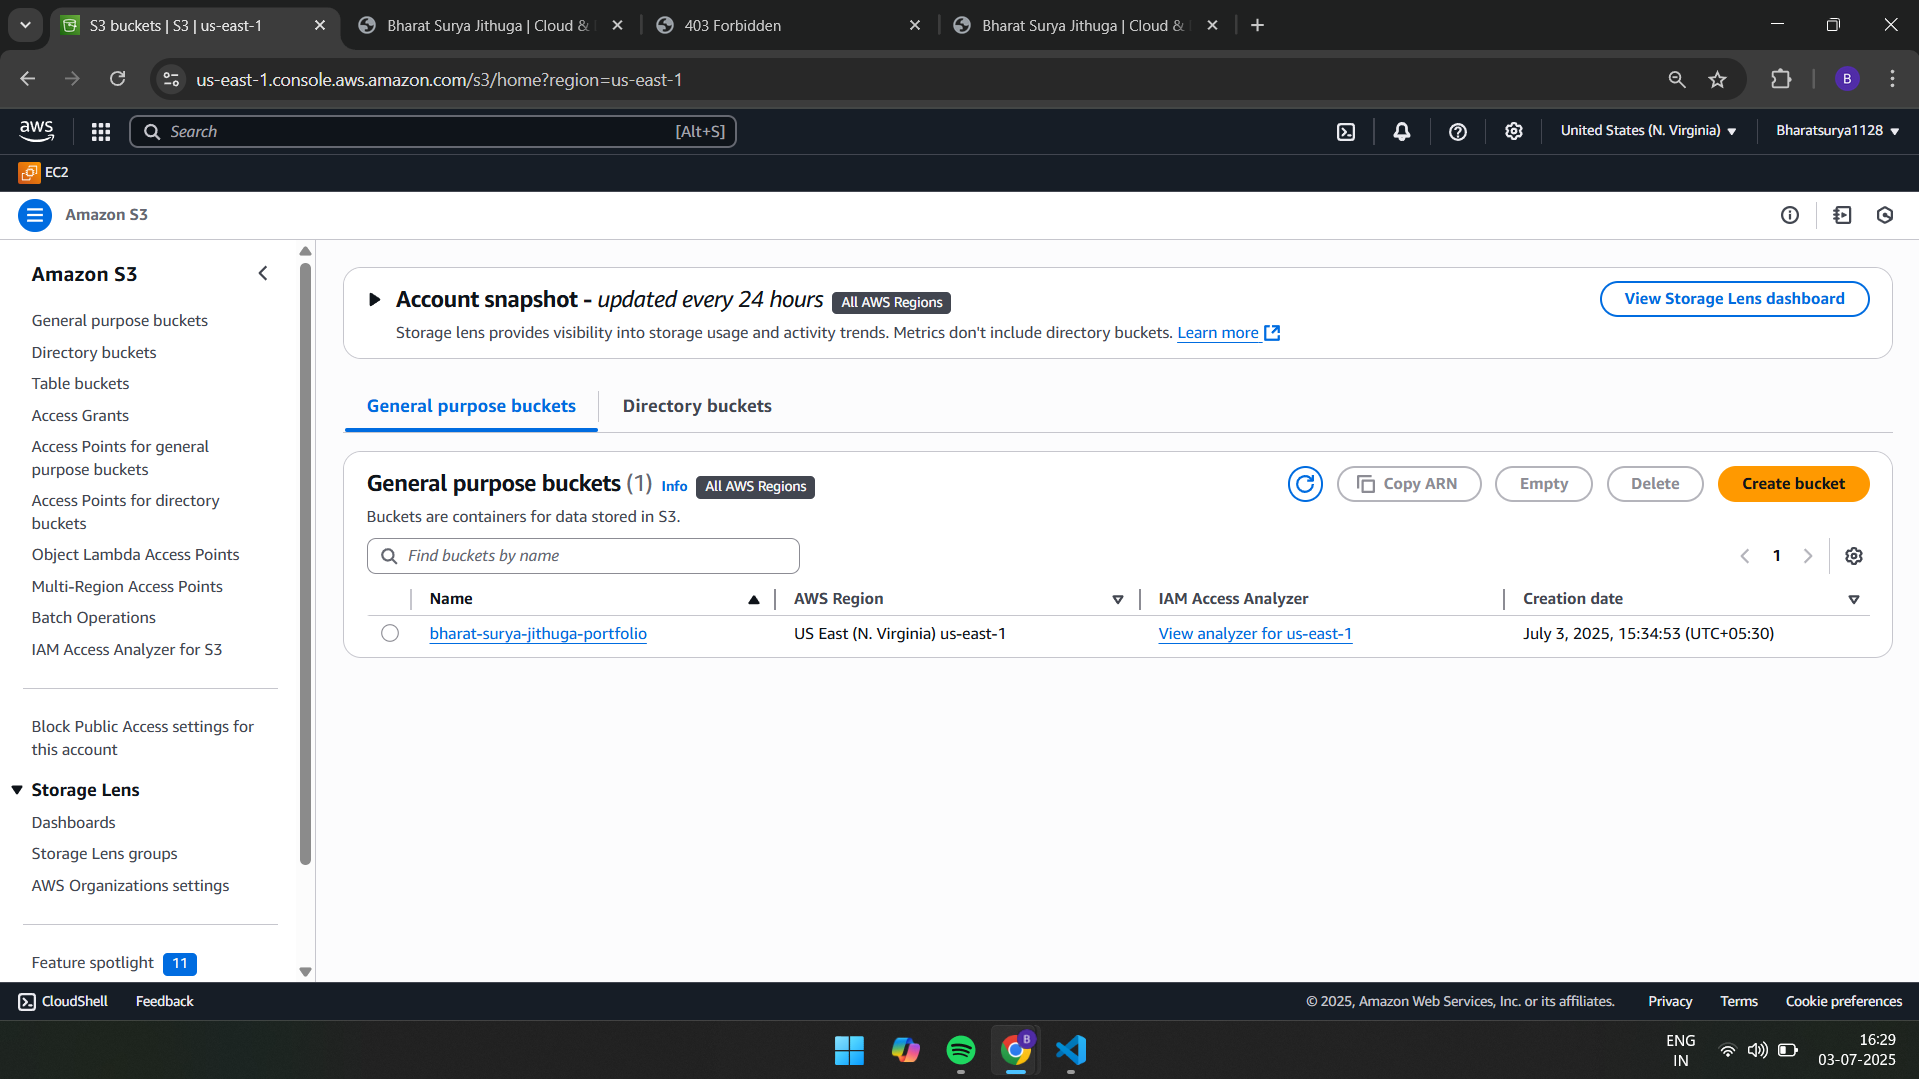 S3 buckets | S3 | us-east-1
Bharat Surya Jithuga | Cloud &
403 Forbidden
Bharat Surya Jithuga | Cloud &
us-east-1.console.aws.amazon.com/s3/home?region=us-east-1
B
aws
Search
[Alt+S]
United States (N. Virginia)
Bharatsurya1128
EC2
Amazon S3
Amazon S3
General purpose buckets
Directory buckets
Table buckets
Access Grants
Access Points for general
purpose buckets
Access Points for directory
buckets
Object Lambda Access Points
Multi-Region Access Points
Batch Operations
IAM Access Analyzer for S3
Block Public Access settings for
this account
Storage Lens
Dashboards
Storage Lens groups
AWS Organizations settings
Feature spotlight 11
Account snapshot - updated every 24 hours All AWS Regions
View Storage Lens dashboard
Storage lens provides visibility into storage usage and activity trends. Metrics don't include directory buckets. Learn more
General purpose buckets
Directory buckets
General purpose buckets (1) Info All AWS Regions
Copy ARN
Empty
Delete
Create bucket
Buckets are containers for data stored in S3.
Find buckets by name
1
Name
AWS Region
IAM Access Analyzer
Creation date
bharat-surya-jithuga-portfolio
US East (N. Virginia) us-east-1
View analyzer for us-east-1
July 3, 2025, 15:34:53 (UTC+05:30)
CloudShell
Feedback
© 2025, Amazon Web Services, Inc. or its affiliates.
Privacy
Terms
Cookie preferences
B
ENG
IN
16:29
03-07-2025